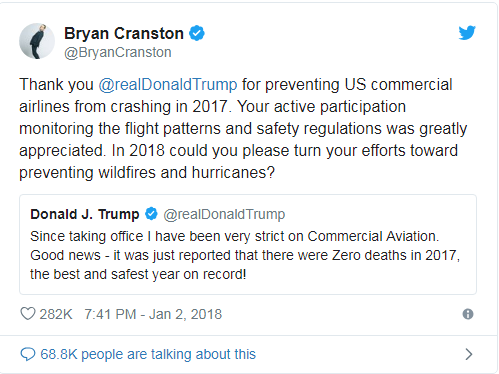 Bryan Cranston
@BryanCranston
Thank you @realDonaldTrump for preventing US commercial
airlines from crashing in 2017. Your active participation
monitoring the flight patterns and safety regulations was greatly
appreciated. In 2018 could you please turn your efforts toward
preventing wildfires and hurricanes?
Donald J. Trump @realDonaldTrump
Since taking office I have been very strict on Commercial Aviation.
Good news - it was just reported that there were Zero deaths in 2017,
the best and safest year on record!
282K 7:41 PM - Jan 2, 2018
68.8K people are talking about this